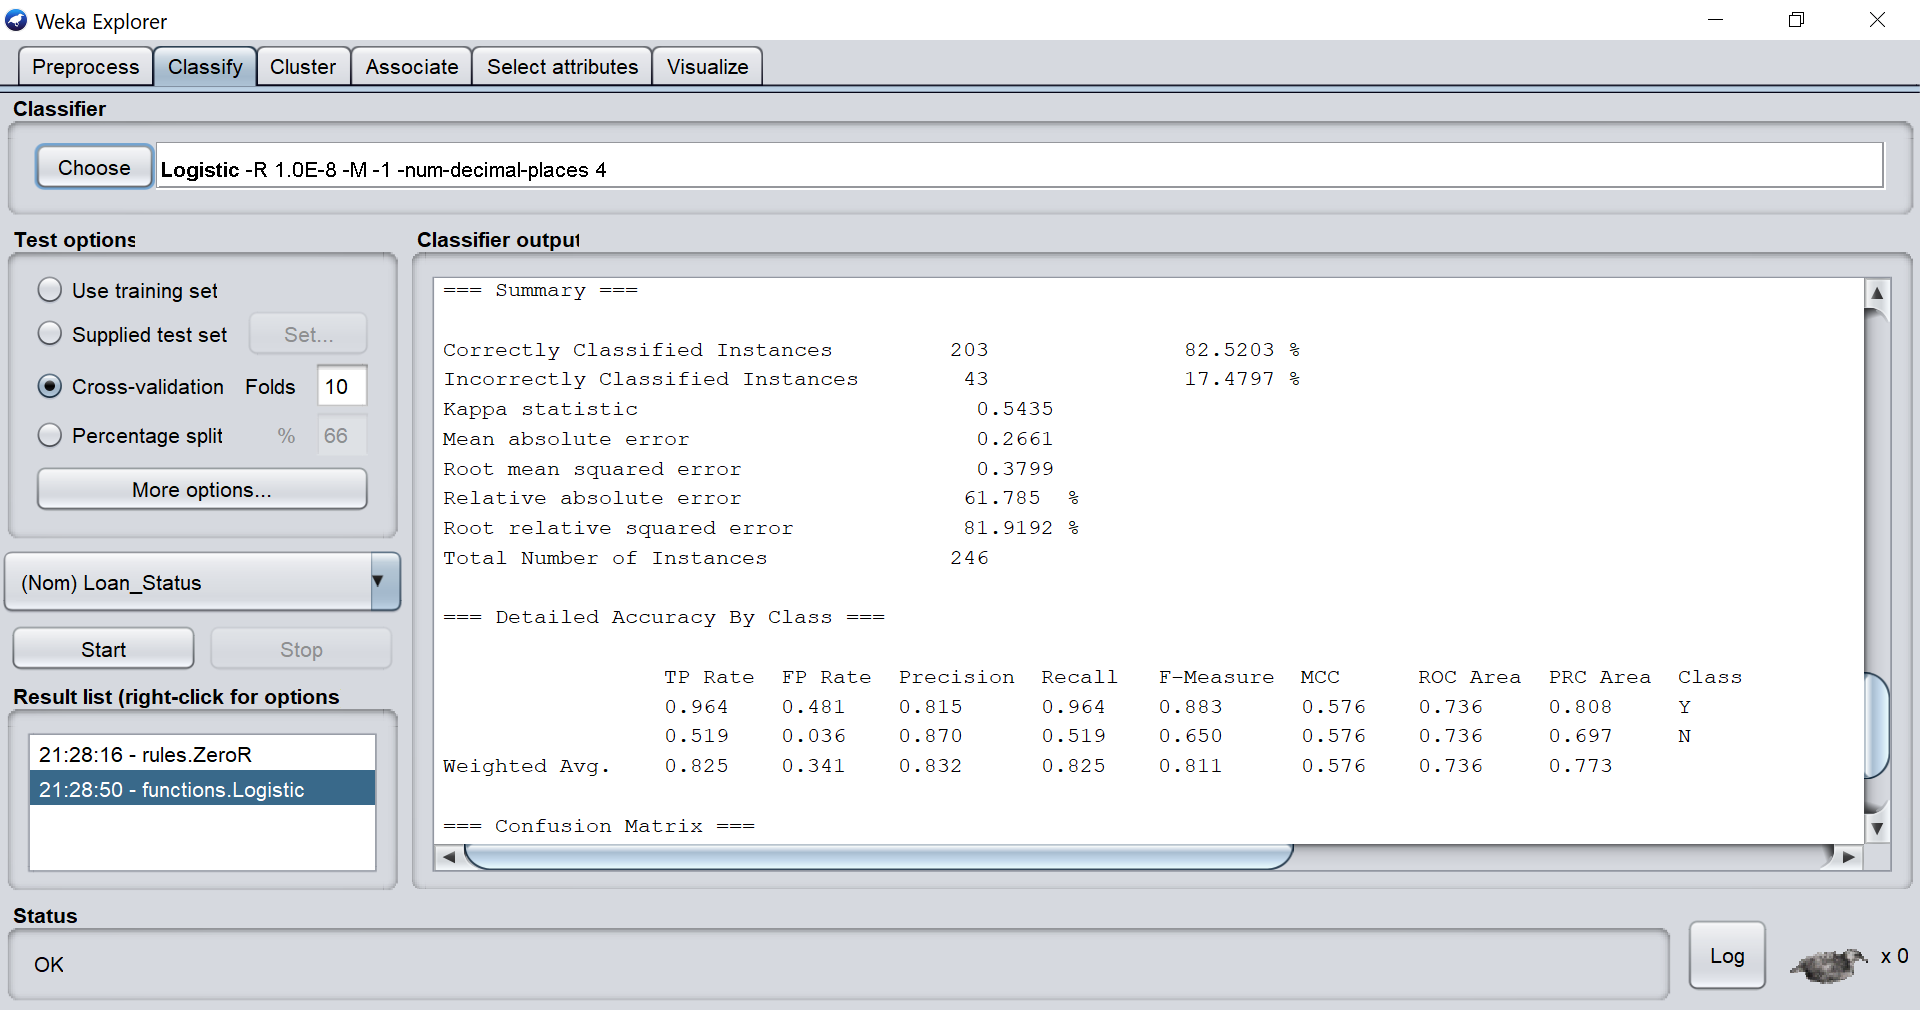 Weka Explorer
Preprocess Classify Cluster Associate Select attributes Visualize
Classifier
Choose Logistic -R 1.0E-8 -M -1 -num-decimal-places 4
Test options
Use training set
Supplied test set Set...
Cross-validation Folds 10
Percentage split % 66
More options...
(Nom) Loan_Status
Start Stop
Result list (right-click for options
21:28:16 - rules.ZeroR
21:28:50 - functions.Logistic
Classifier output
=== Summary ===
Correctly Classified Instances 203 82.5203 %
Incorrectly Classified Instances 43 17.4797 %
Kappa statistic 0.5435
Mean absolute error 0.2661
Root mean squared error 0.3799
Relative absolute error 61.785 %
Root relative squared error 81.9192 %
Total Number of Instances 246
=== Detailed Accuracy By Class ===
TP Rate FP Rate Precision Recall F-Measure MCC ROC Area PRC Area Class
0.964 0.481 0.815 0.964 0.883 0.576 0.736 0.808 Y
0.519 0.036 0.870 0.519 0.650 0.576 0.736 0.697 N
Weighted Avg. 0.825 0.341 0.832 0.825 0.811 0.576 0.736 0.773
=== Confusion Matrix ===
Status
OK
Log x 0